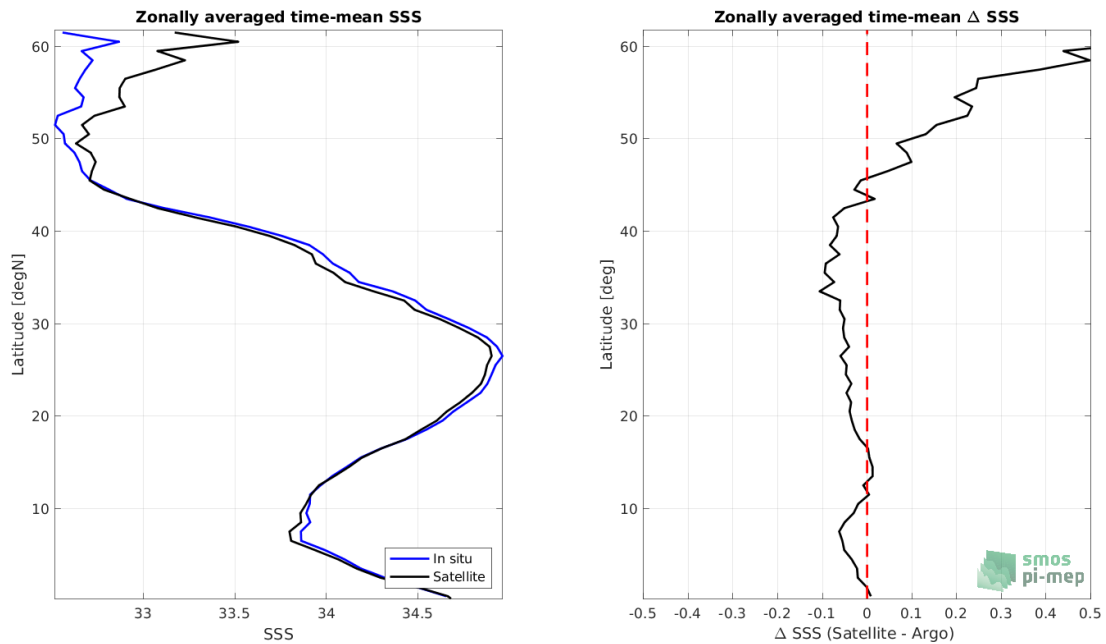 Zonally averaged time-mean SSS
60
50
40
30
20
10
Latitude [degN]
33
33.5
34
34.5
SSS
In situ
Satellite
Zonally averaged time-mean Δ SSS
60
50
40
30
20
10
Latitude [deg]
-0.5
-0.4
-0.3
-0.2
-0.1
0
0.1
0.2
0.3
0.4
0.5
Δ SSS (Satellite - Argo)
smos
pi-mep